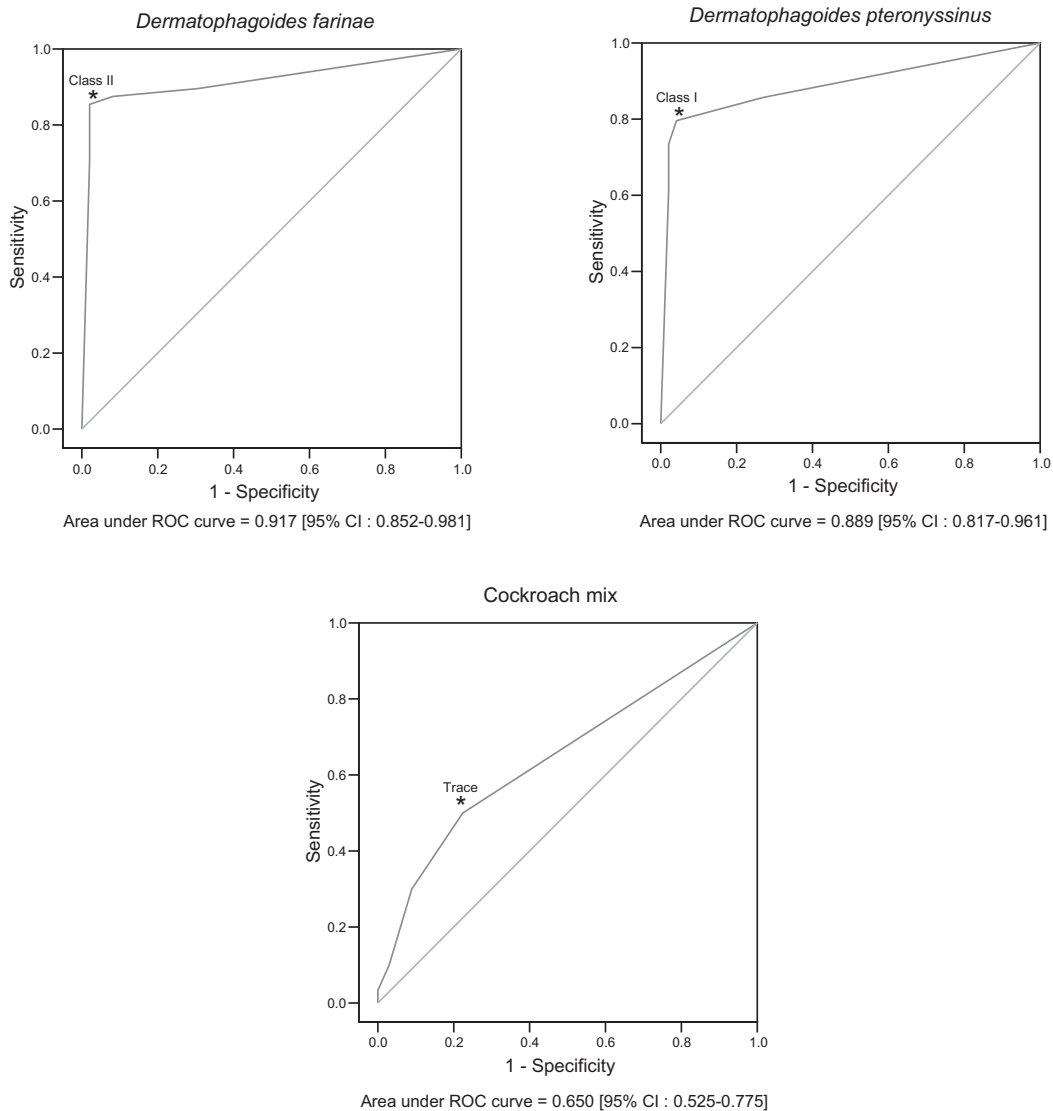 Dermatophagoides farinae
1.0
0.8
0.6
0.4
0.2
0.0
Sensitivity
Class II
*
0.0 0.2 0.4 0.6 0.8 1.0
1 - Specificity
Area under ROC curve = 0.917 [95% CI : 0.852-0.981]
Dermatophagoides pteronyssinus
1.0
0.8
0.6
0.4
0.2
0.0
Sensitivity
Class I
*
0.0 0.2 0.4 0.6 0.8 1.0
1 - Specificity
Area under ROC curve = 0.889 [95% CI : 0.817-0.961]
Cockroach mix
1.0
0.8
0.6
0.4
0.2
0.0
Sensitivity
Trace
*
0.0 0.2 0.4 0.6 0.8 1.0
1 - Specificity
Area under ROC curve = 0.650 [95% CI : 0.525-0.775]